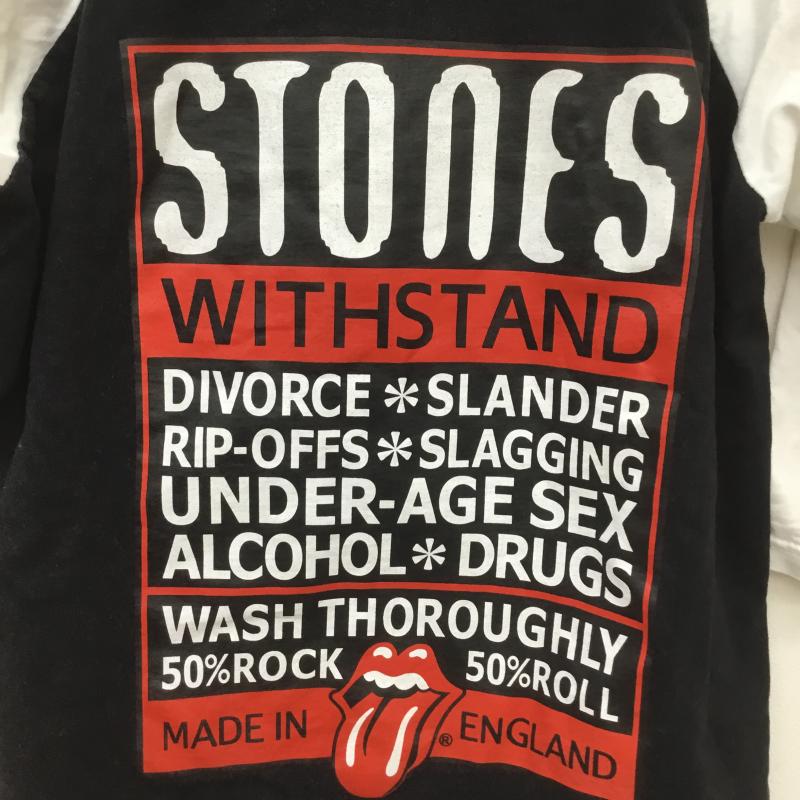 STONES
WITHSTAND
DIVORCE * SLANDER
RIP-OFFS * SLAGGING
UNDER-AGE SEX
ALCOHOL * DRUGS
WASH THOROUGHLY
50%ROCK 50%ROLL
MADE IN ® ENGLAND